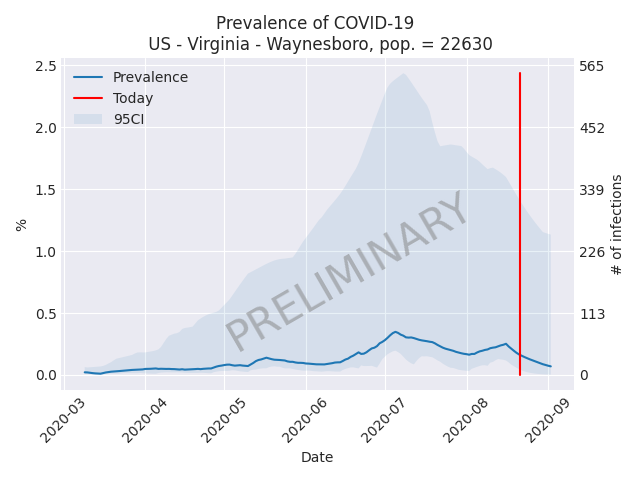 Prevalence of COVID-19
US - Virginia - Waynesboro, pop. = 22630
Prevalence
Today
95CI
2.5
2.0
1.5
1.0
0.5
0.0
%
565
452
339
226
113
0
# of infections
PRELIMINARY
2020-03
2020-04
2020-05
2020-06
2020-07
2020-08
2020-09
Date